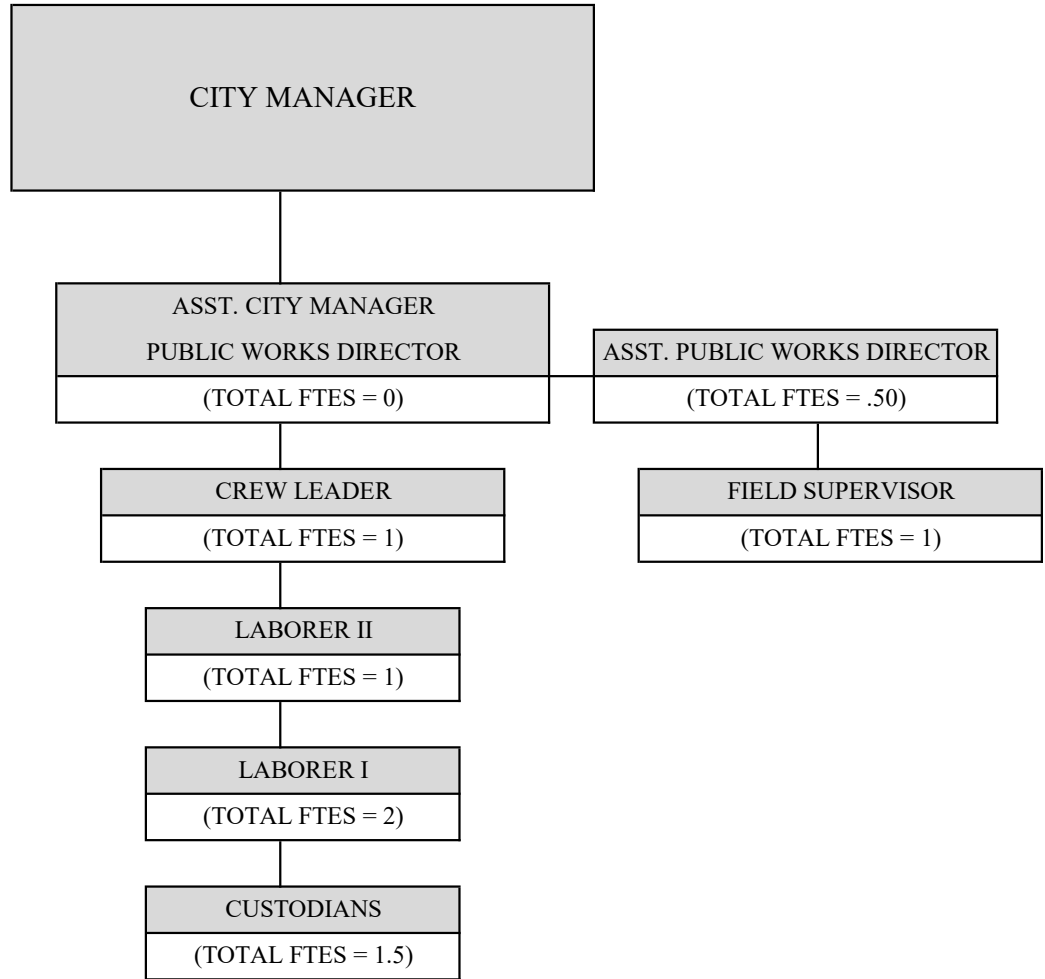 CITY MANAGER
ASST. CITY MANAGER
PUBLIC WORKS DIRECTOR
(TOTAL FTES = 0)
ASST. PUBLIC WORKS DIRECTOR
(TOTAL FTES = .50)
CREW LEADER
(TOTAL FTES = 1)
FIELD SUPERVISOR
(TOTAL FTES = 1)
LABORER II
(TOTAL FTES = 1)
LABORER I
(TOTAL FTES = 2)
CUSTODIANS
(TOTAL FTES = 1.5)